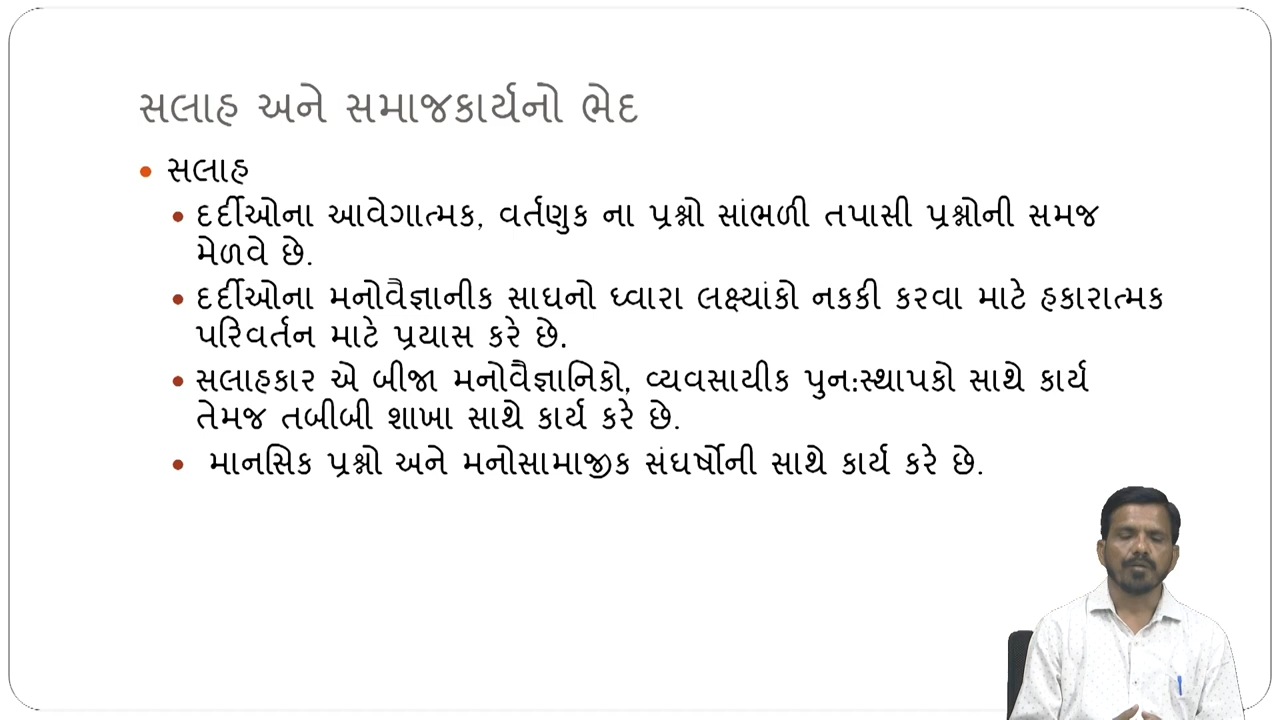 સલાહ અને સમાજકાર્યનો ભેદ
સલાહ
દર્દીઓના આવેગાત્મક, વર્તણુક ના પ્રશ્નો સાંભળી તપાસી પ્રશ્નોની સમજ
મેળવે છે.
દર્દીઓના મનોવૈજ્ઞાનીક સાધનો ધ્વારા લક્ષ્યાંકો નકકી કરવા માટે હકારાત્મક
પરિવર્તન માટે પ્રયાસ કરે છે.
સલાહકાર એ બીજા મનોવૈજ્ઞાનિકો, વ્યવસાયીક પુન:સ્થાપકો સાથે કાર્ય
તેમજ તબીબી શાખા સાથે કાર્ય કરે છે.
માનસિક પ્રશ્નો અને મનોસામાજીક સંઘર્ષોની સાથે કાર્ય કરે છે.